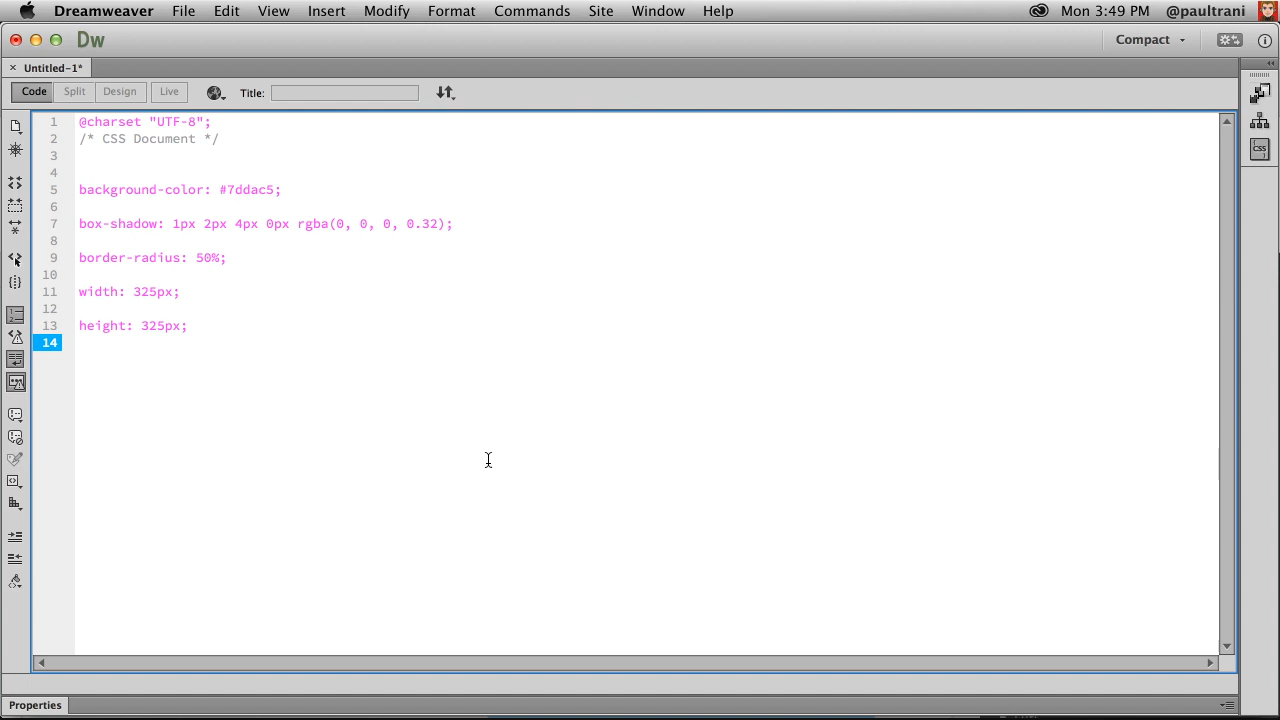 Dreamweaver File Edit View Insert Modify Format Commands Site Window Help Mon 3:49 PM @paultrani
Dw Compact
× Untitled-1*
Code Split Design Live Title:
1 @charset "UTF-8";
2 /* CSS Document */
3
4
5 background-color: #7ddac5;
6
7 box-shadow: 1px 2px 4px 0px rgba(0, 0, 0, 0.32);
8
9 border-radius: 50%;
10
11 width: 325px;
12
13 height: 325px;
14
CSS
Properties